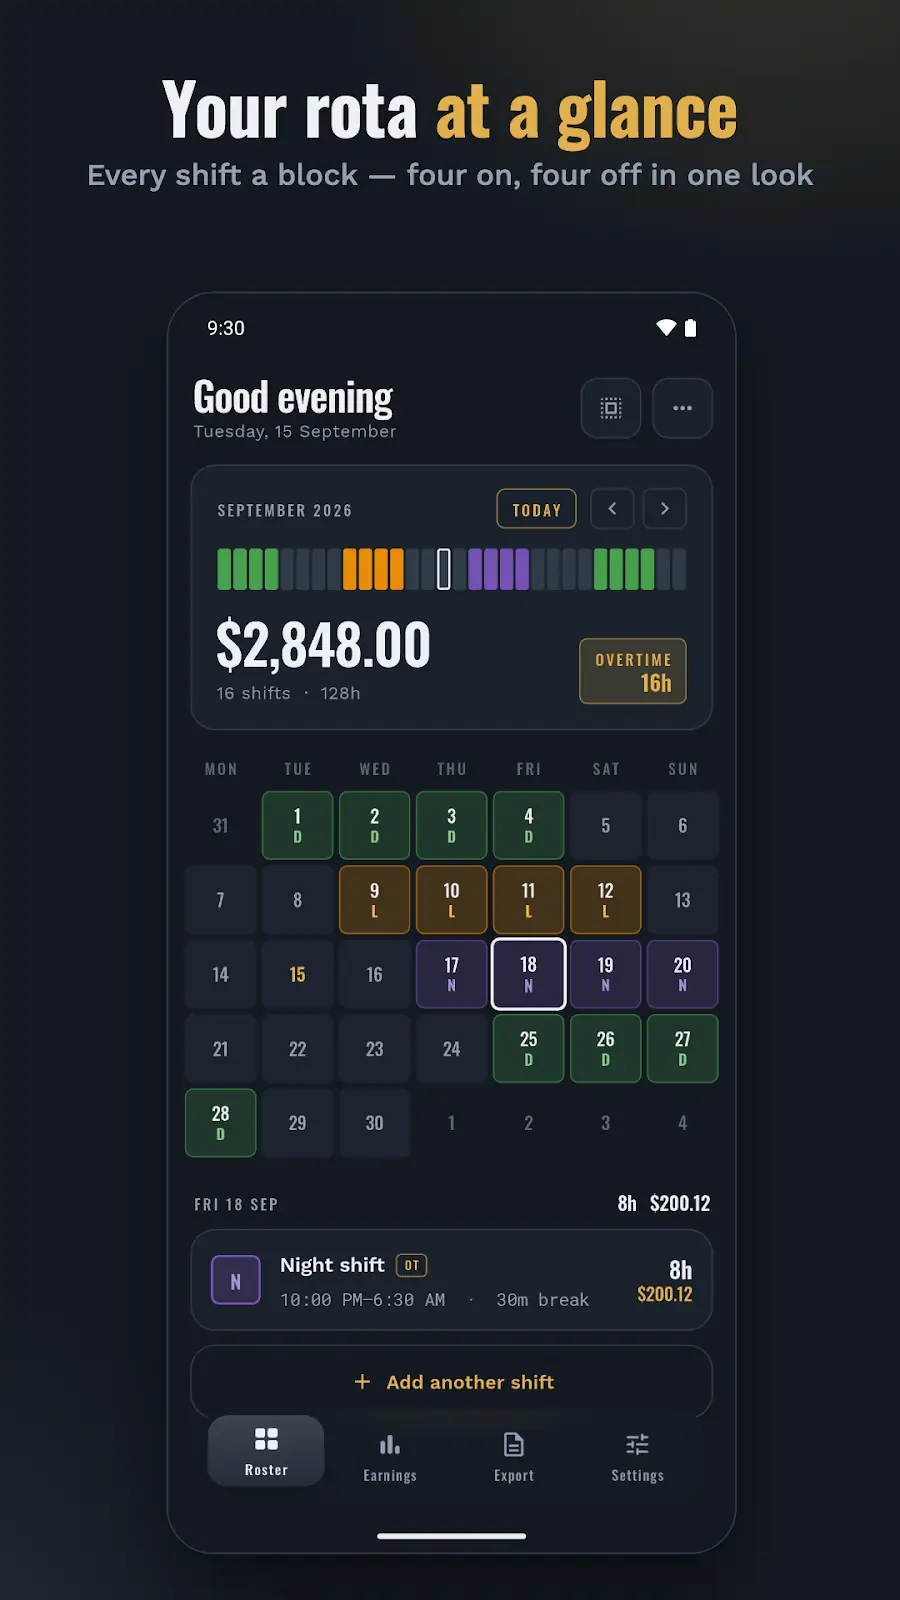 Your rota at a glance
Every shift a block — four on, four off in one look
9:30
Good evening
Tuesday, 15 September
SEPTEMBER 2026
TODAY
$2,848.00
16 shifts · 128h
OVERTIME
16h
MON TUE WED THU FRI SAT SUN
31 1 2 3 4 5 6
D D D D
7 8 9 10 11 12 13
L L L L
14 15 16 17 18 19 20
N N N N
21 22 23 24 25 26 27
D D D
28 29 30 1 2 3 4
D
FRI 18 SEP 8h $200.12
N
Night shift OT
10:00 PM–6:30 AM · 30m break
8h
$200.12
+ Add another shift
Roster Earnings Export Settings